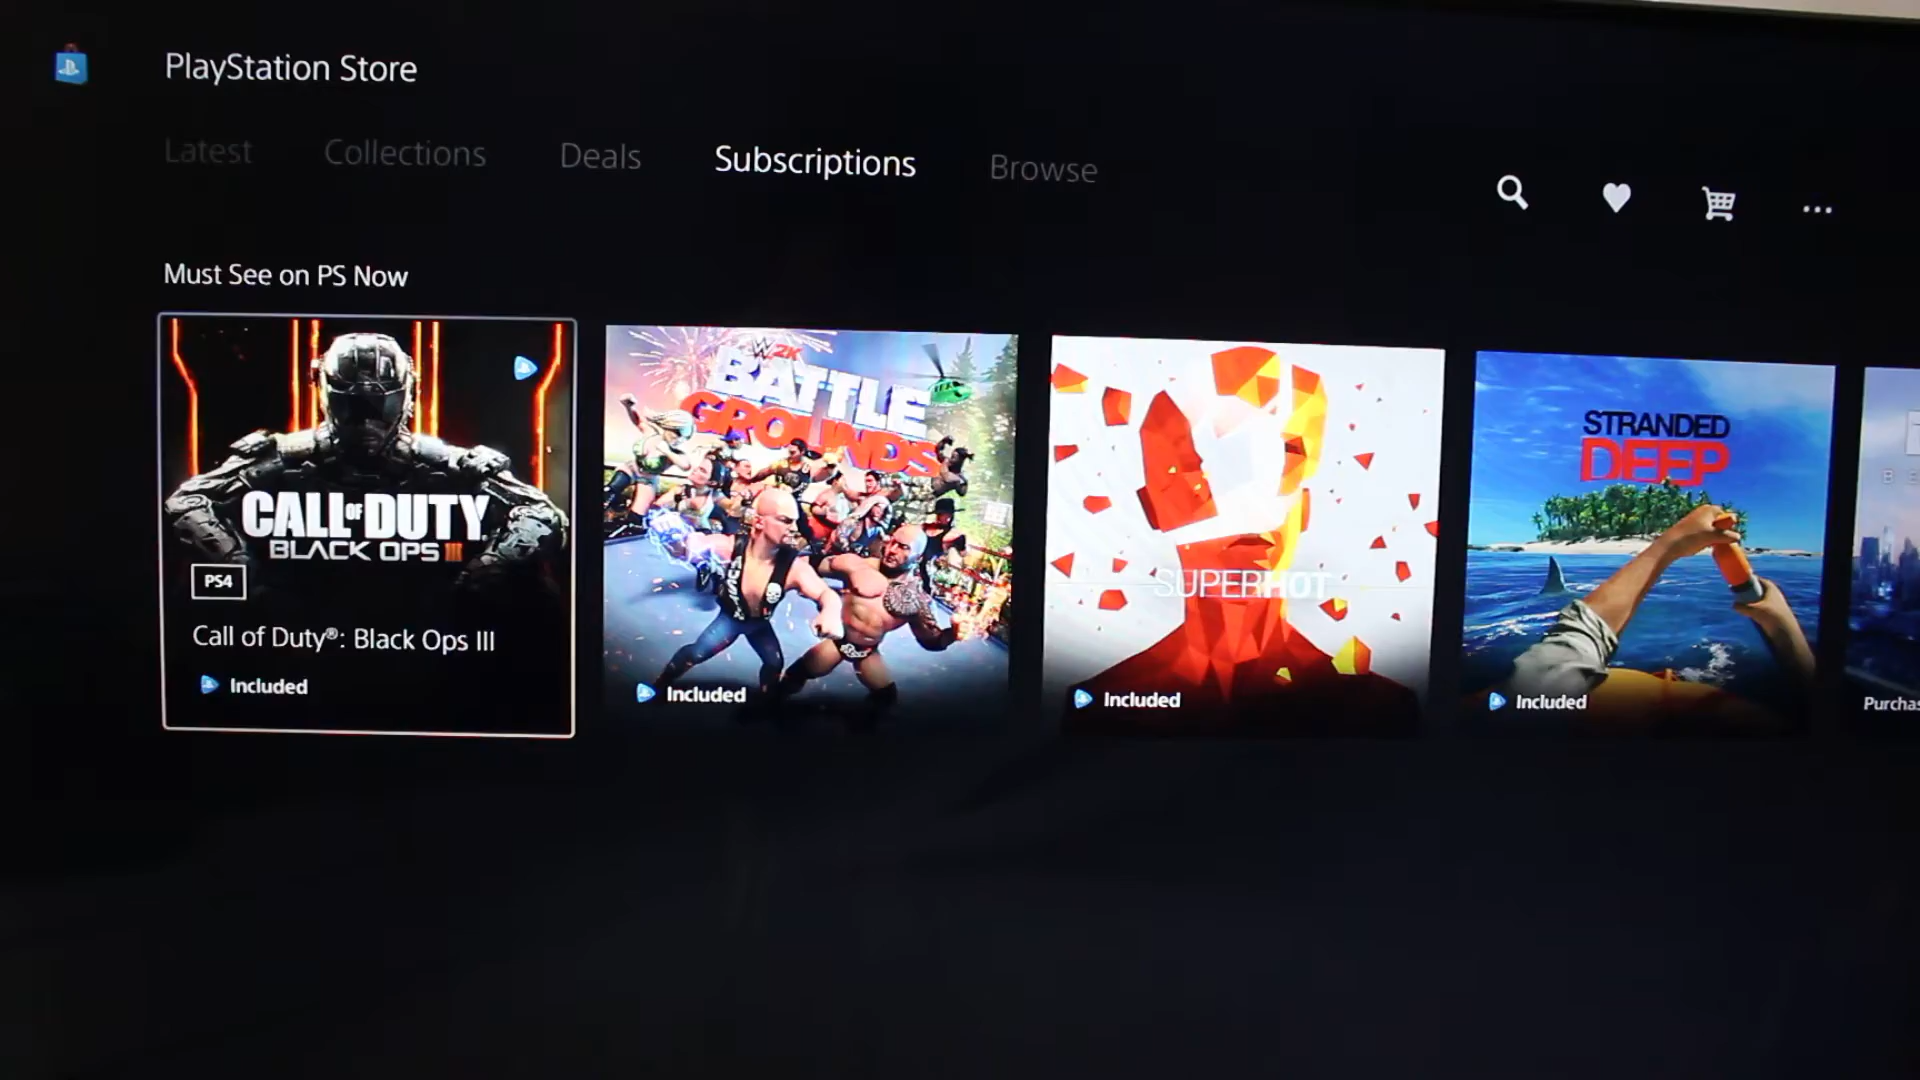 PlayStation Store
Latest
Collections
Deals
Subscriptions
Browse
Must See on PS Now
CALL OF DUTY
BLACK OPS III
PS4
Call of Duty®: Black Ops III
Included
W 2K
BATTLE
GROUNDS
Included
SUPERHOT
Included
STRANDED
DEEP
Included